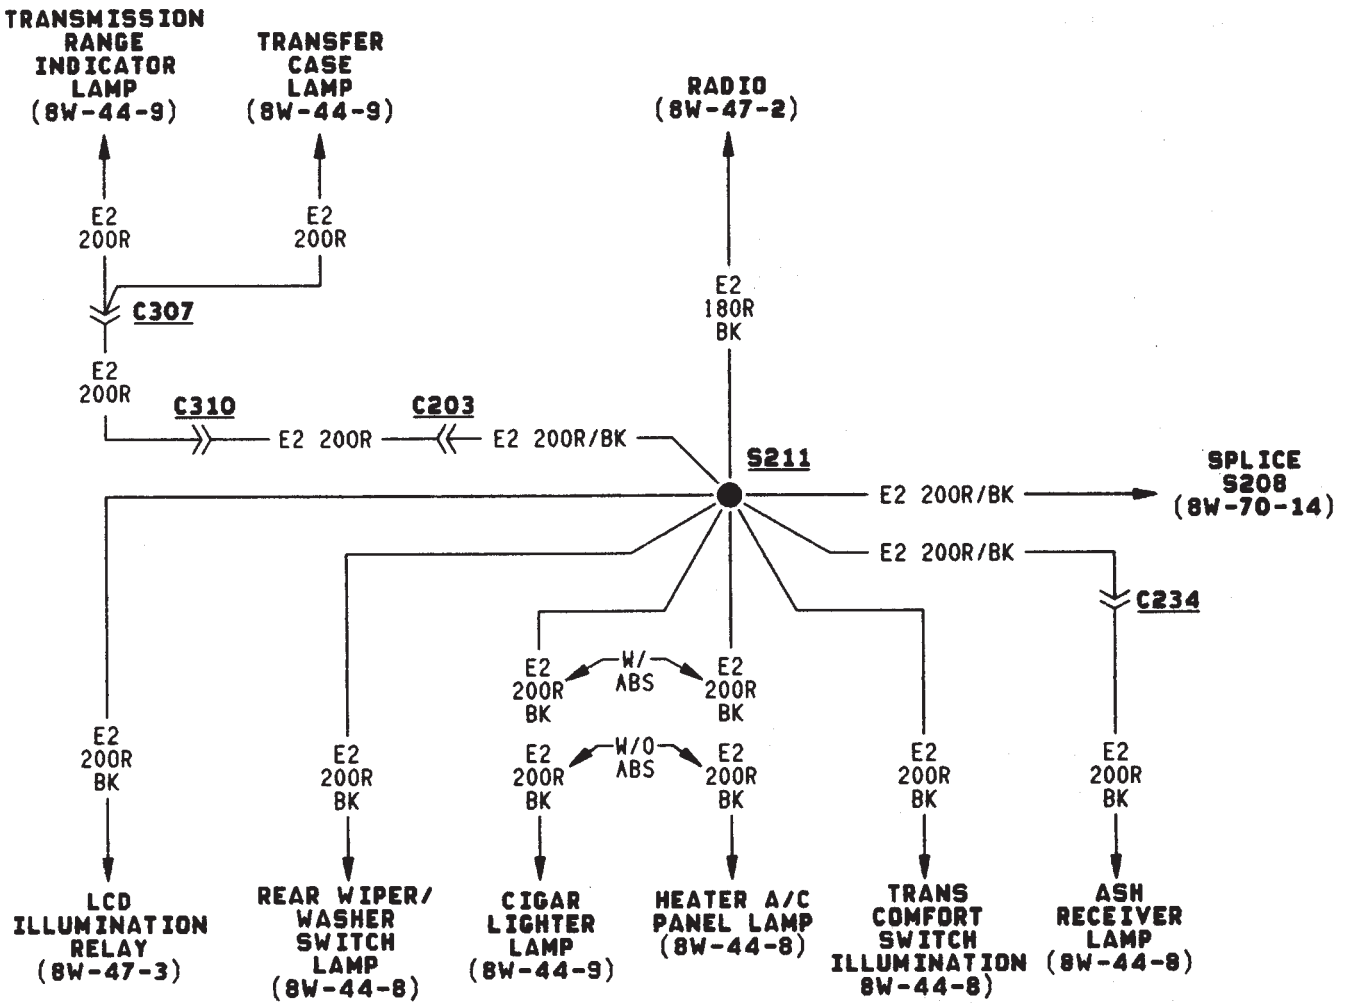 TRANSMISSION
RANGE
INDICATOR
LAMP
(8W-44-9)
TRANSFER
CASE
LAMP
(8W-44-9)
RADIO
(8W-47-2)
E2
200R
E2
200R
E2
180R
BK
C307
E2
200R
C310
C203
E2 200R
E2 200R/BK
S211
E2 200R/BK
SPLICE
S208
(8W-70-14)
E2 200R/BK
C234
E2
200R
BK
W/
ABS
E2
200R
BK
E2
200R
BK
E2
200R
BK
E2
200R
BK
W/O
ABS
E2
200R
BK
E2
200R
BK
E2
200R
BK
LCD
ILLUMINATION
RELAY
(8W-47-3)
REAR WIPER/
WASHER
SWITCH
LAMP
(8W-44-8)
CIGAR
LIGHTER
LAMP
(8W-44-9)
HEATER A/C
PANEL LAMP
(8W-44-8)
TRANS
COMFORT
SWITCH
ILLUMINATION
8W-44-8)
ASH
RECEIVER
LAMP
(8W-44-8)